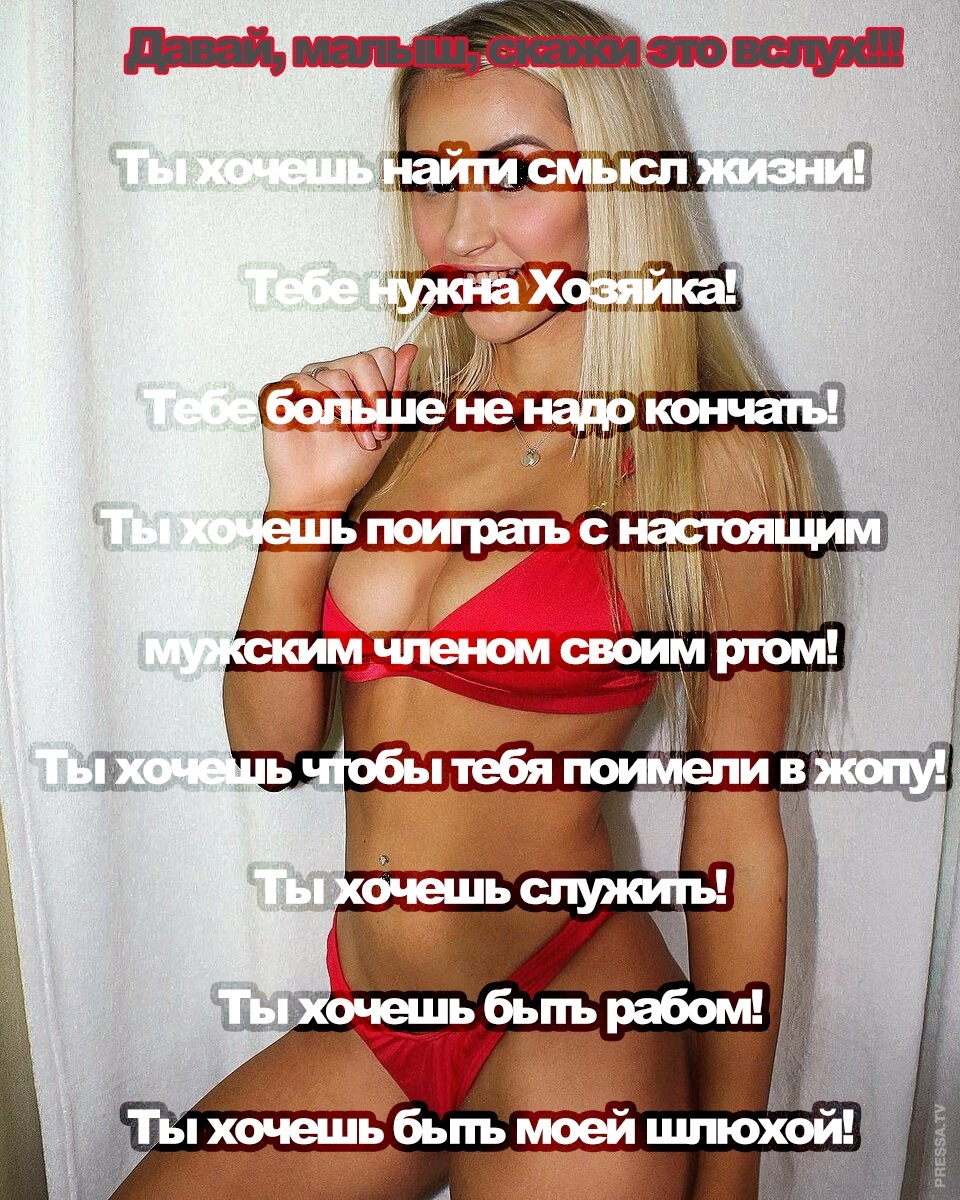 Давай, малыш, скажи это вслух!!!
Ты хочешь найти смысл жизни!
Тебе нужна Хозяйка!
Тебе больше не надо кончать!
Ты хочешь поиграть с настоящим
мужским членом своим ртом!
Ты хочешь чтобы тебя поимели в жопу!
Ты хочешь служить!
Ты хочешь быть рабом!
Ты хочешь быть моей шлюхой!
PRESSA.TV